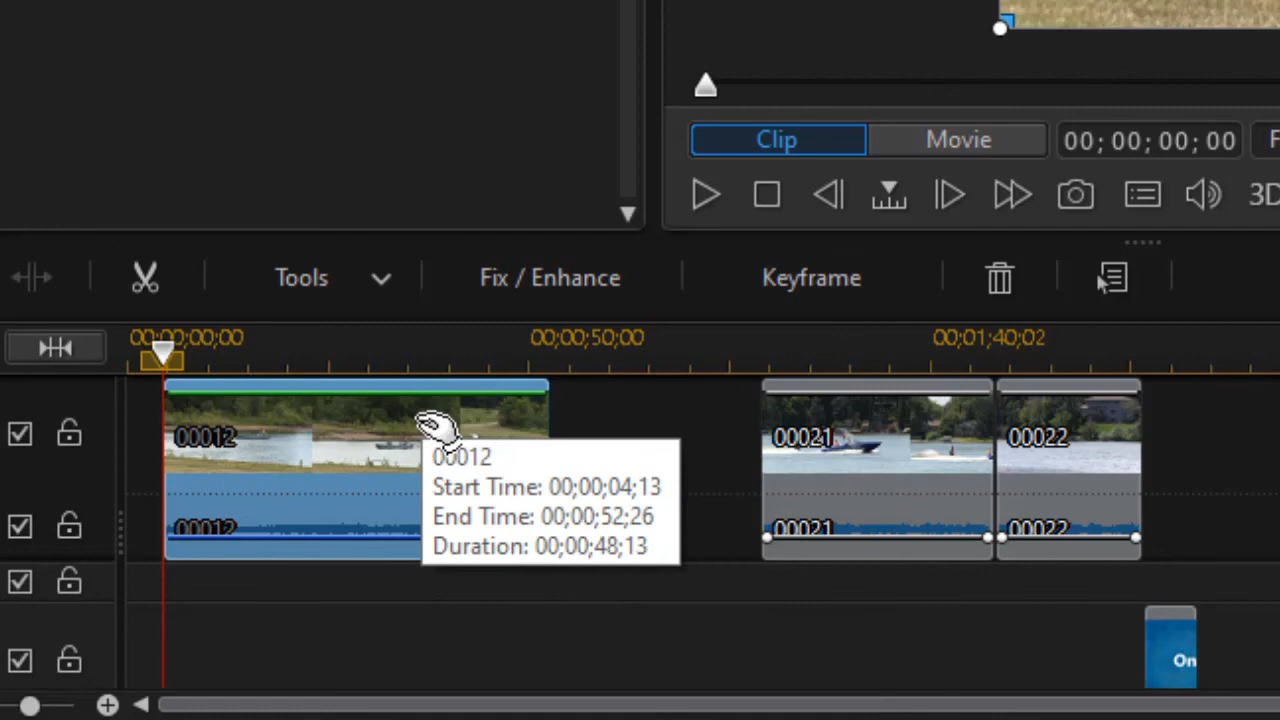 Clip
Movie
00; 00; 00; 00
F
3D
Tools
Fix / Enhance
Keyframe
00;00;00;00
00;00;50;00
00;01;40;02
00012
00021
00022
00012
Start Time: 00;00;04;13
End Time: 00;00;52;26
Duration: 00;00;48;13
00012
00021
00022
On